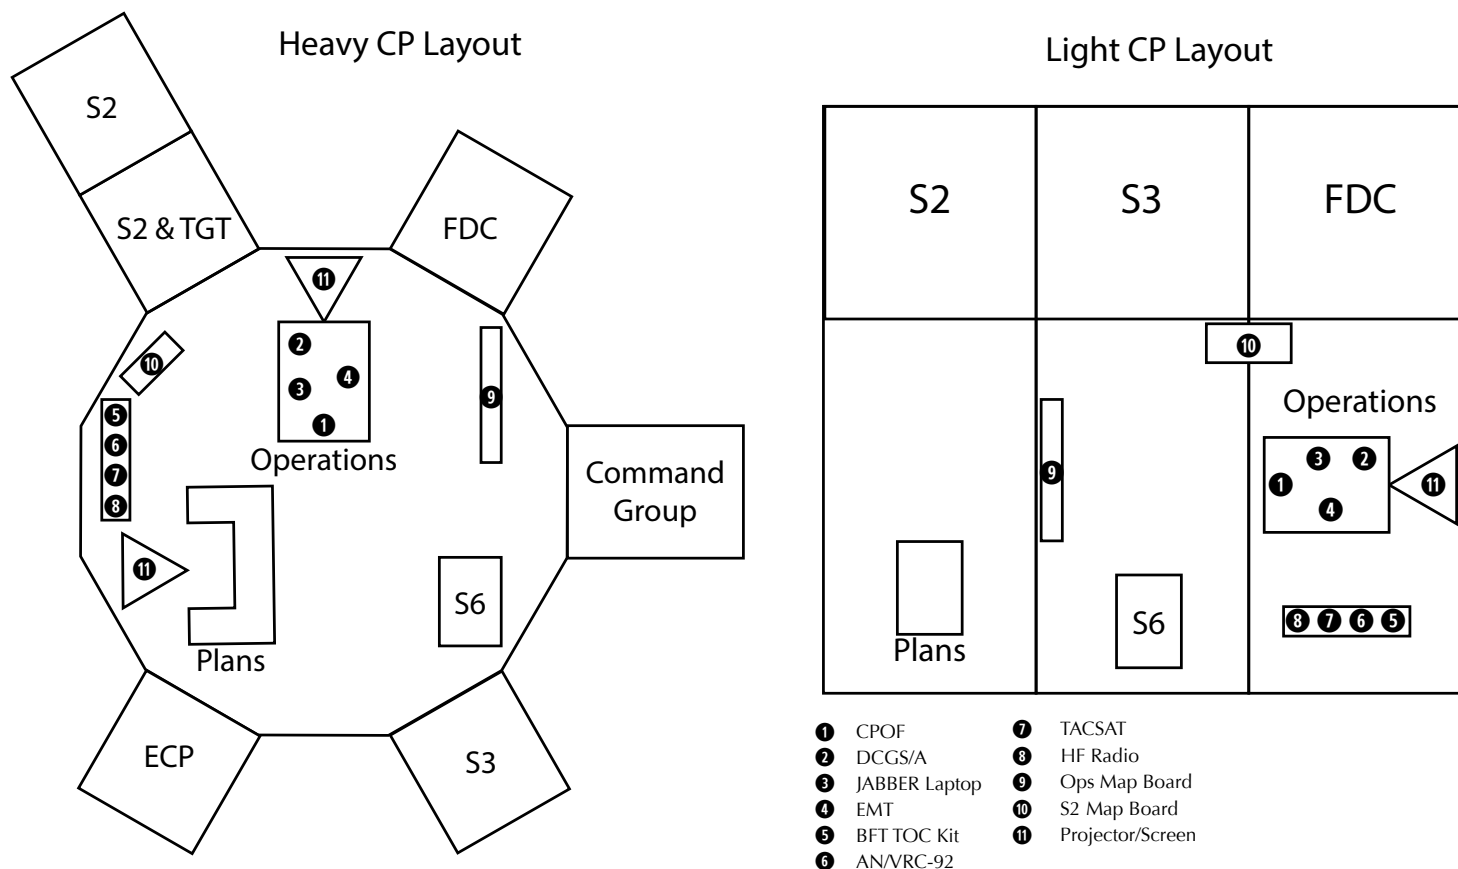 Heavy CP Layout
S2
S2 & TGT
FDC
11
2
4
3
1
Operations
10
9
5
6
7
8
Command
Group
11
S6
Plans
ECP
S3
Light CP Layout
S2
S3
FDC
10
Operations
9
3
2
1
4
11
Plans
S6
8
7
6
5
1 CPOF
2 DCGS/A
3 JABBER Laptop
4 EMT
5 BFT TOC Kit
6 AN/VRC-92
7 TACSAT
8 HF Radio
9 Ops Map Board
10 S2 Map Board
11 Projector/Screen